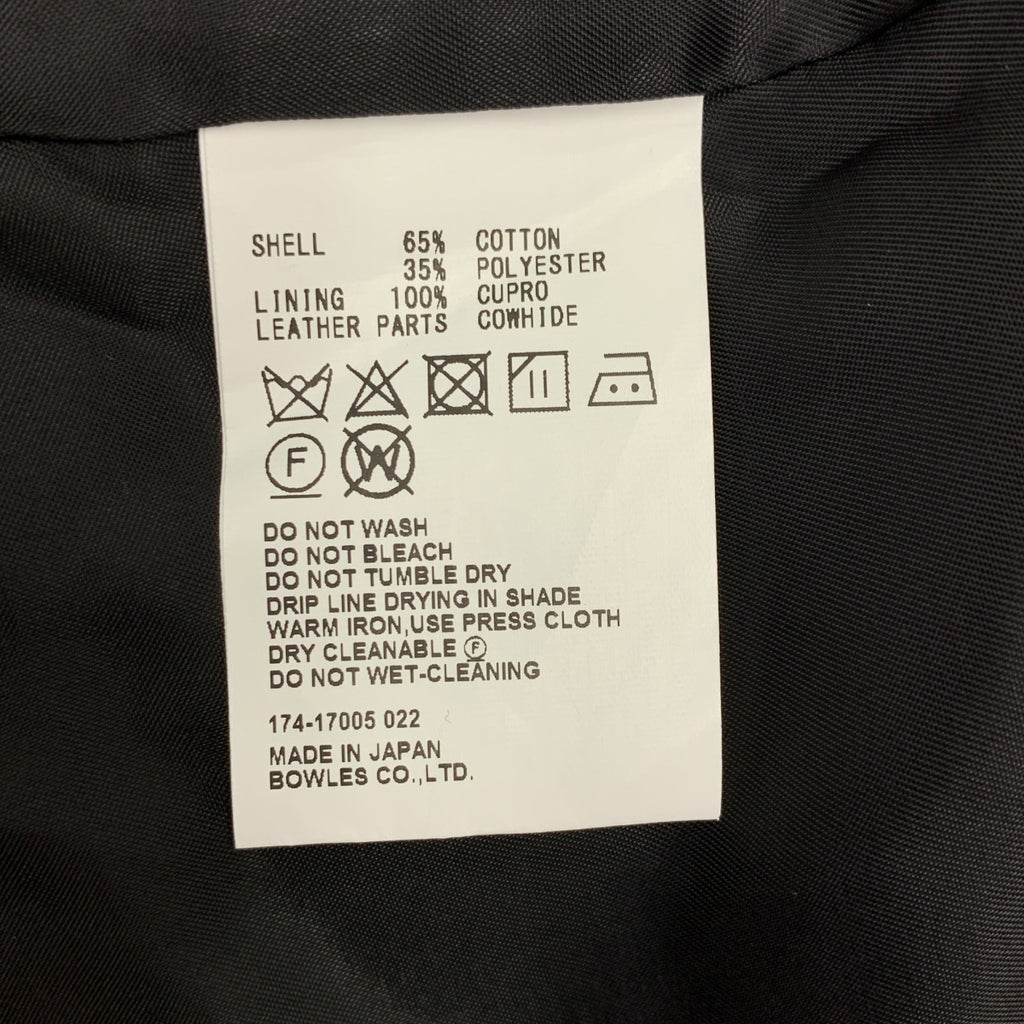 SHELL 65% COTTON
35% POLYESTER
LINING 100% CUPRO
LEATHER PARTS COWHIDE
F W
DO NOT WASH
DO NOT BLEACH
DO NOT TUMBLE DRY
DRIP LINE DRYING IN SHADE
WARM IRON,USE PRESS CLOTH
DRY CLEANABLE Ⓕ
DO NOT WET-CLEANING
174-17005 022
MADE IN JAPAN
BOWLES CO.,LTD.